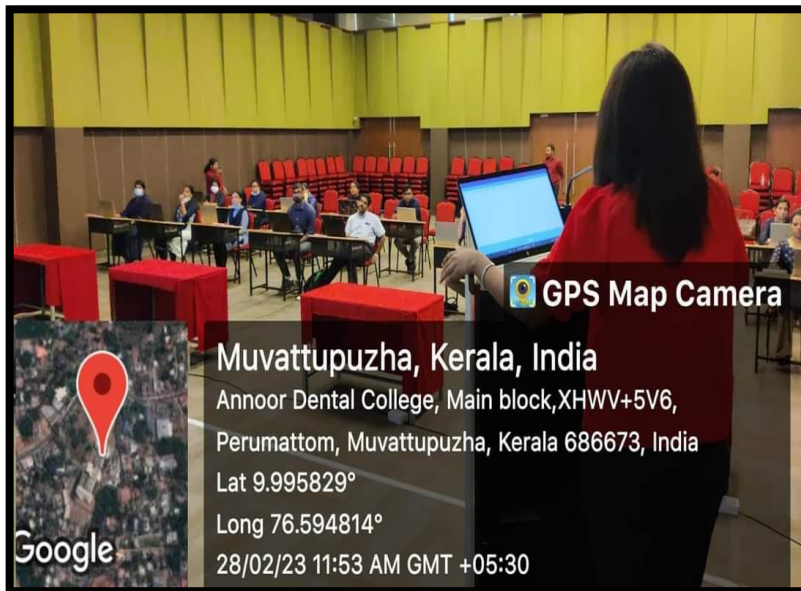 GPS Map Camera
Muvattupuzha, Kerala, India
Annoor Dental College, Main block,XHWV+5V6,
Perumattom, Muvattupuzha, Kerala 686673, India
Lat 9.995829°
Long 76.594814°
28/02/23 11:53 AM GMT +05:30
Google